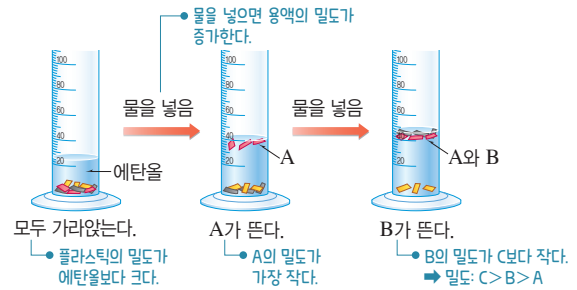 물을 넣으면 용액의 밀도가
증가한다.
100
80
60
40
20
에탄올
물을 넣음
100
80
60
40
20
A
물을 넣음
100
80
60
40
20
A와 B
모두 가라앉는다.
플라스틱의 밀도가
에탄올보다 크다.
A가 뜬다.
A의 밀도가
가장 작다.
B가 뜬다.
B의 밀도가 C보다 작다.
➡ 밀도: C>B>A